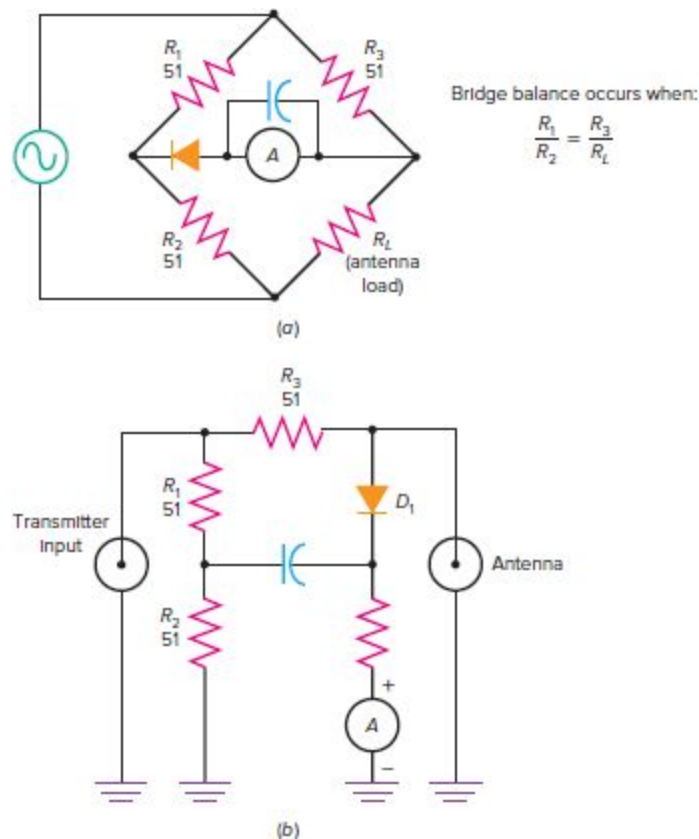 R1
51
R3
51
Bridge balance occurs when:
R1/R2 = R3/RL
A
R2
51
RL
(antenna
load)
(a)
R3
51
R1
51
D1
Transmitter
input
Antenna
R2
51
+
A
–
(b)